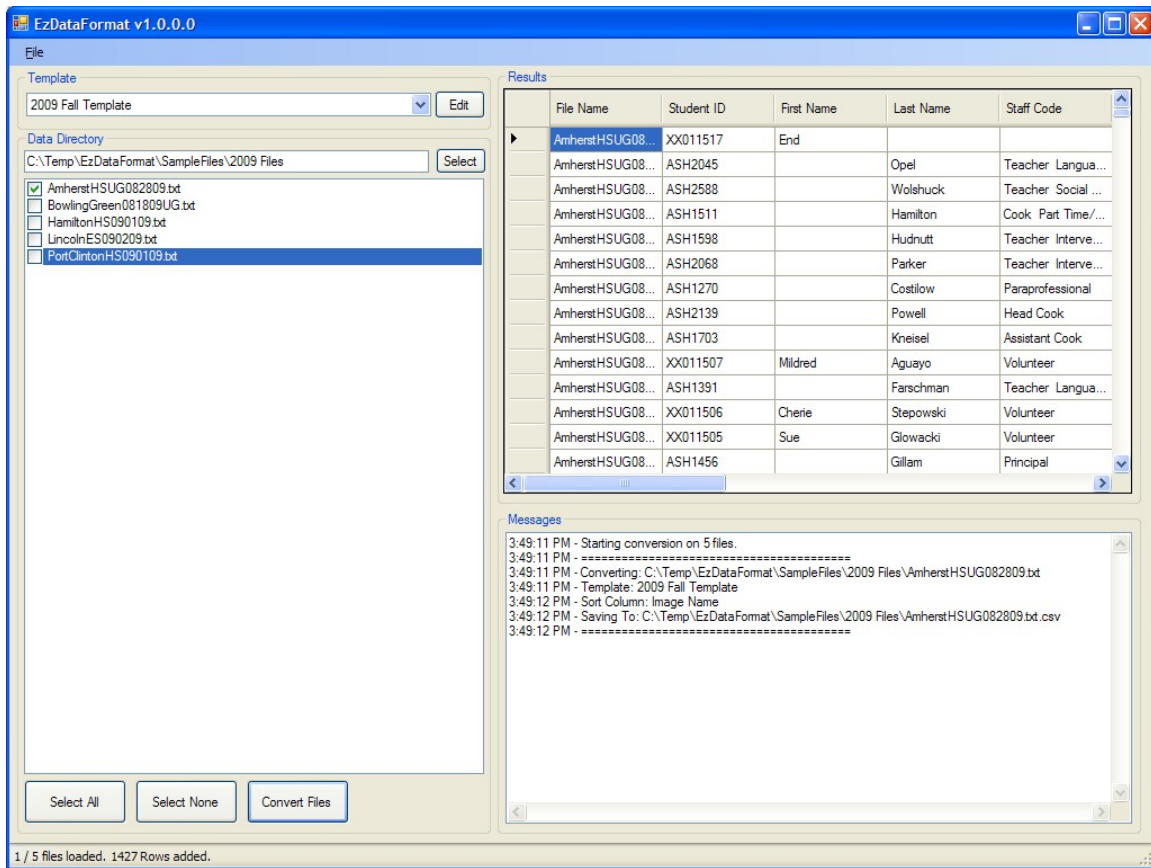 EzDataFormat v1.0.0.0
File
Template
2009 Fall Template
Edit
Data Directory
C:\Temp\EzDataFormat\SampleFiles\2009 Files
Select
AmherstHSUG082809.txt
BowlingGreen081809UG.txt
HamiltonHS090109.txt
LincolnES090209.txt
PortClintonHS090109.txt
Select All
Select None
Convert Files
Results
File Name Student ID First Name Last Name Staff Code
AmherstHSUG08... XX011517 End
AmherstHSUG08... ASH2045 Opel Teacher Langua...
AmherstHSUG08... ASH2588 Wolshuck Teacher Social ...
AmherstHSUG08... ASH1511 Hamilton Cook Part Time/...
AmherstHSUG08... ASH1598 Hudnutt Teacher Interve...
AmherstHSUG08... ASH2068 Parker Teacher Interve...
AmherstHSUG08... ASH1270 Costilow Paraprofessional
AmherstHSUG08... ASH2139 Powell Head Cook
AmherstHSUG08... ASH1703 Kneisel Assistant Cook
AmherstHSUG08... XX011507 Mildred Aguayo Volunteer
AmherstHSUG08... ASH1391 Farschman Teacher Langua...
AmherstHSUG08... XX011506 Cherie Stepowski Volunteer
AmherstHSUG08... XX011505 Sue Glowacki Volunteer
AmherstHSUG08... ASH1456 Gillam Principal
Messages
3:49:11 PM - Starting conversion on 5 files.
3:49:11 PM - ========================================
3:49:11 PM - Converting: C:\Temp\EzDataFormat\SampleFiles\2009 Files\AmherstHSUG082809.txt
3:49:11 PM - Template: 2009 Fall Template
3:49:12 PM - Sort Column: Image Name
3:49:12 PM - Saving To: C:\Temp\EzDataFormat\SampleFiles\2009 Files\AmherstHSUG082809.txt.csv
3:49:12 PM - ========================================
1 / 5 files loaded. 1427 Rows added.